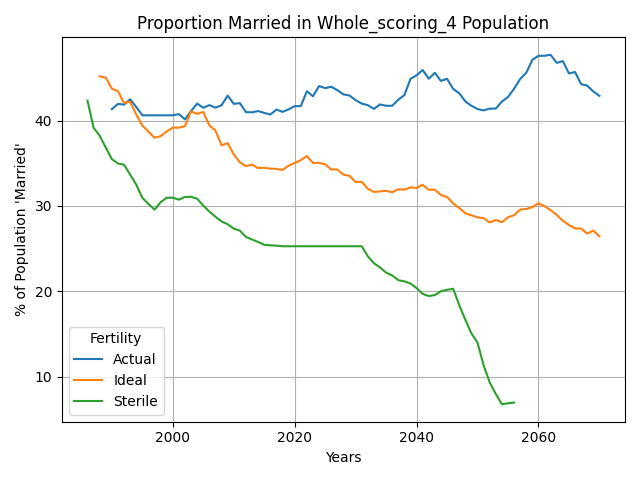 Proportion Married in Whole_scoring_4 Population
% of Population 'Married'
40
30
20
10
Fertility
Actual
Ideal
Sterile
2000
2020
2040
2060
Years